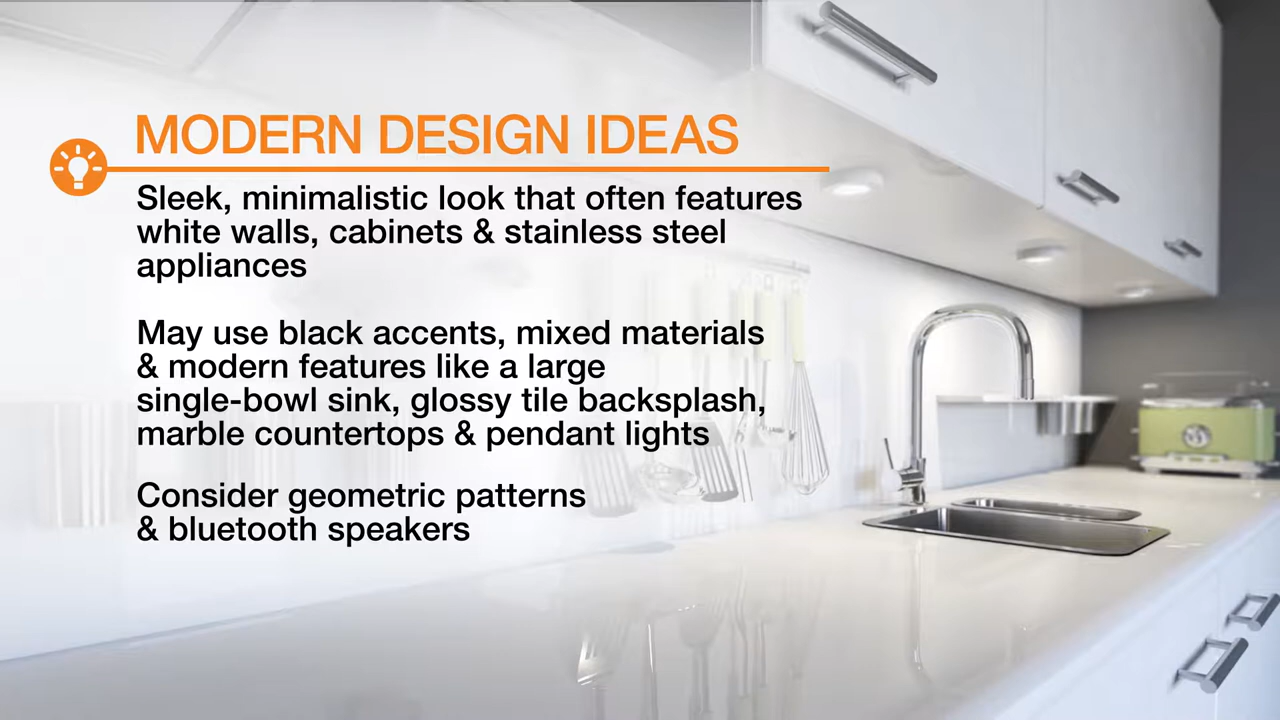 MODERN DESIGN IDEAS
Sleek, minimalistic look that often features
white walls, cabinets & stainless steel
appliances
May use black accents, mixed materials
& modern features like a large
single-bowl sink, glossy tile backsplash,
marble countertops & pendant lights
Consider geometric patterns
& bluetooth speakers